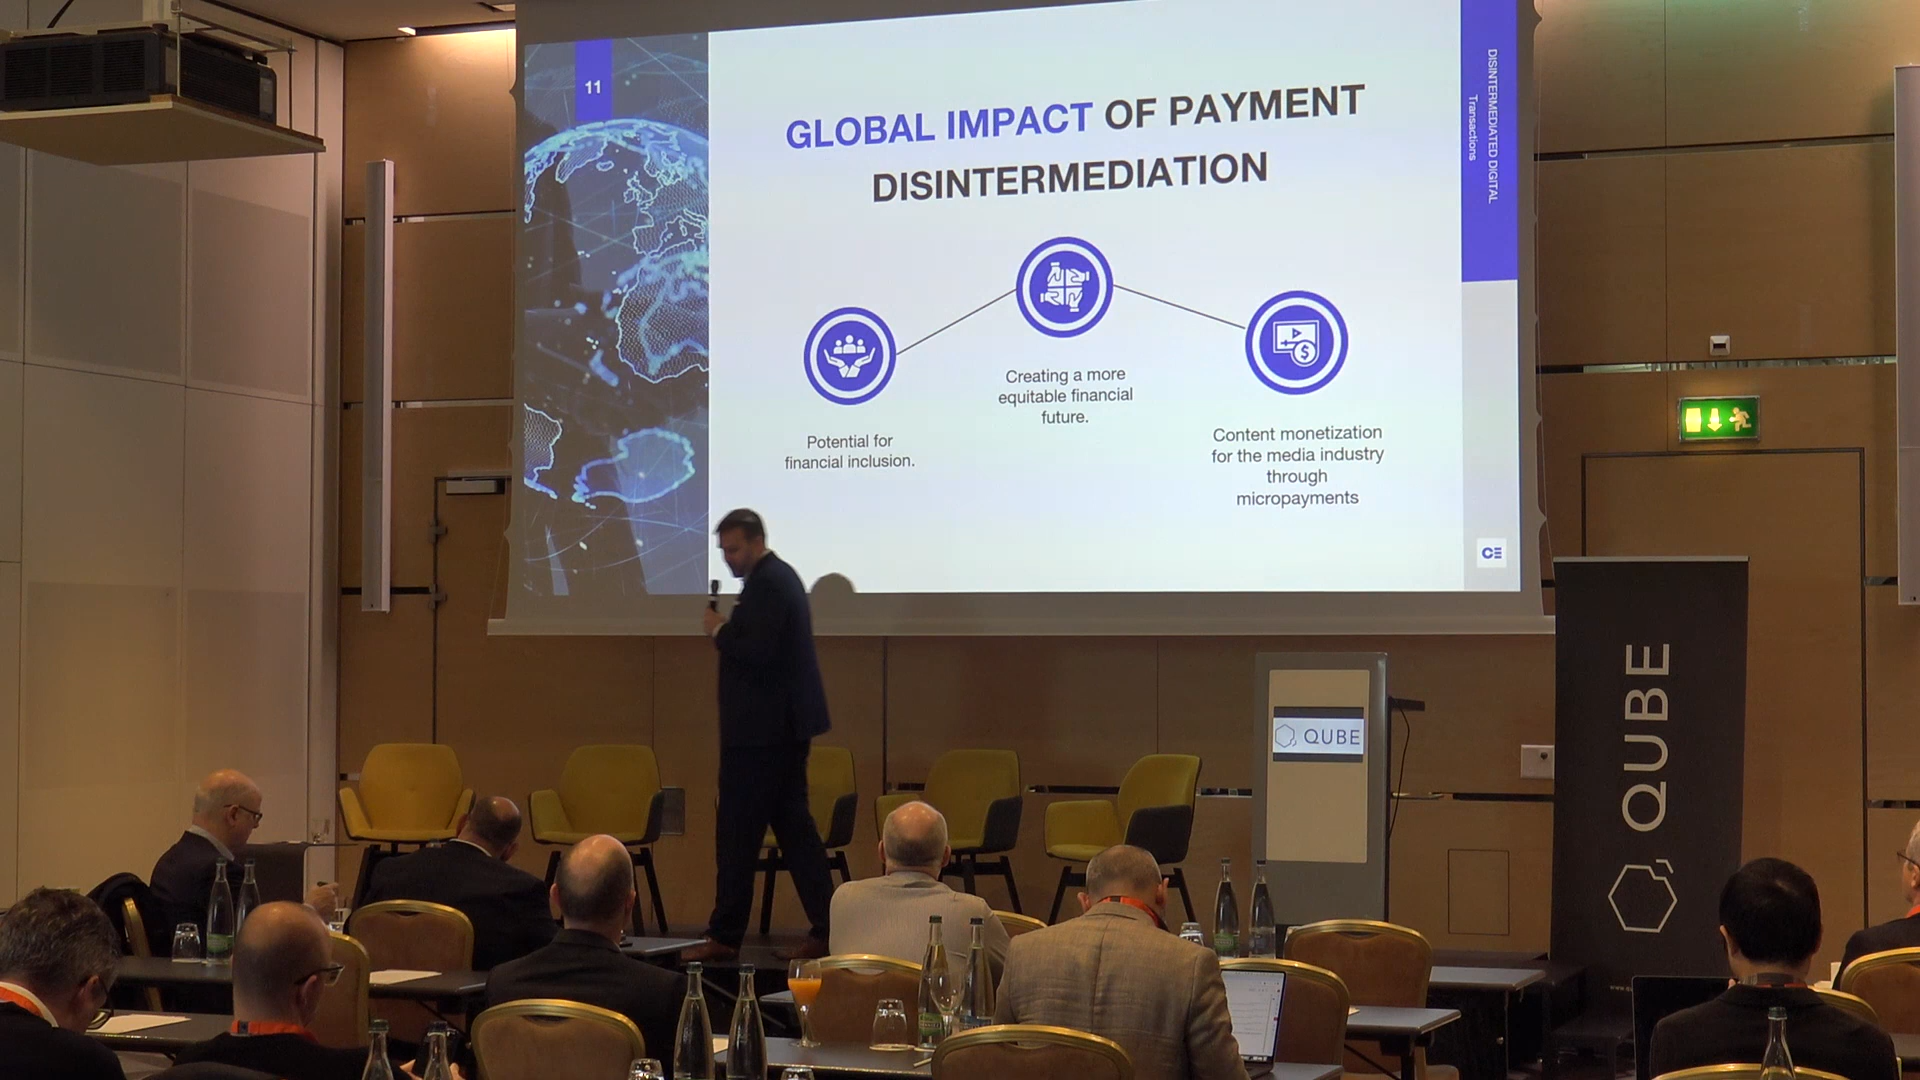 11
GLOBAL IMPACT OF PAYMENT
DISINTERMEDIATION
Potential for
financial inclusion.
Creating a more
equitable financial
future.
Content monetization
for the media industry
through
micropayments
DISINTERMEDIATED DIGITAL
Transactions
CE
QUBE
QUBE